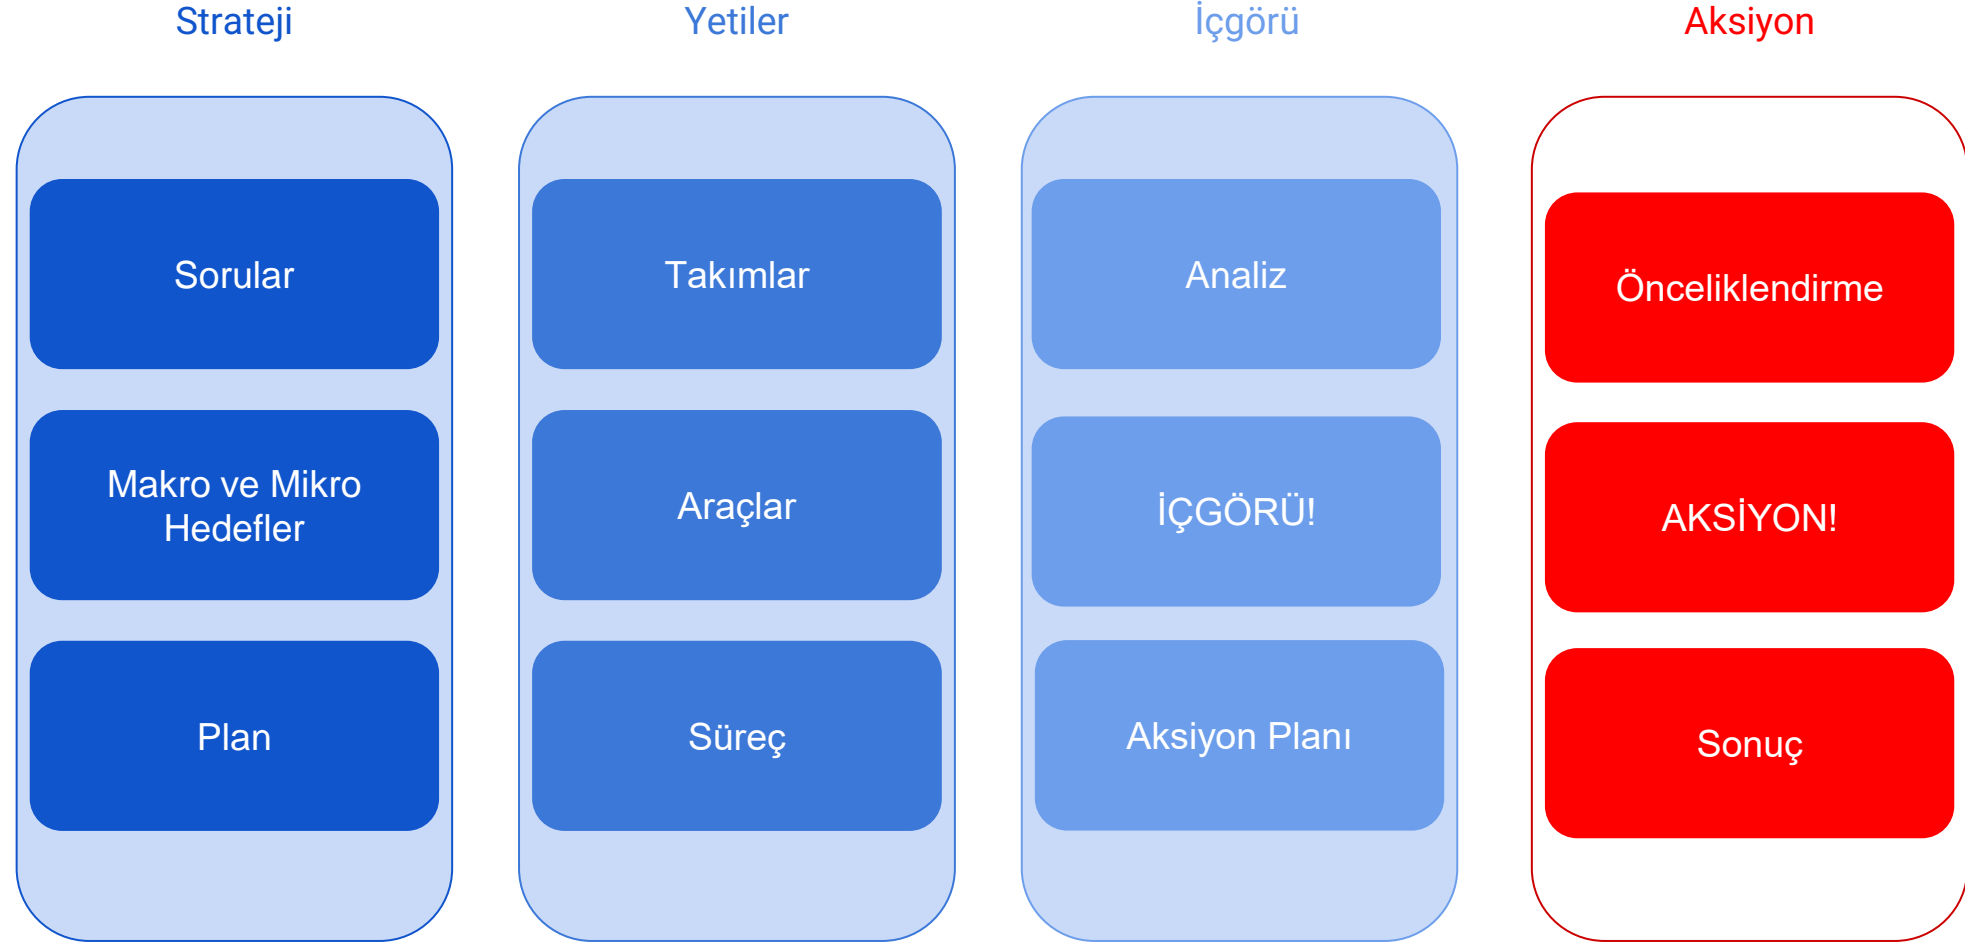 Strateji
Yetiler
İçgörü
Aksiyon
Sorular
Takımlar
Analiz
Önceliklendirme
Makro ve Mikro
Hedefler
Araçlar
İÇGÖRÜ!
AKSİYON!
Plan
Süreç
Aksiyon Planı
Sonuç